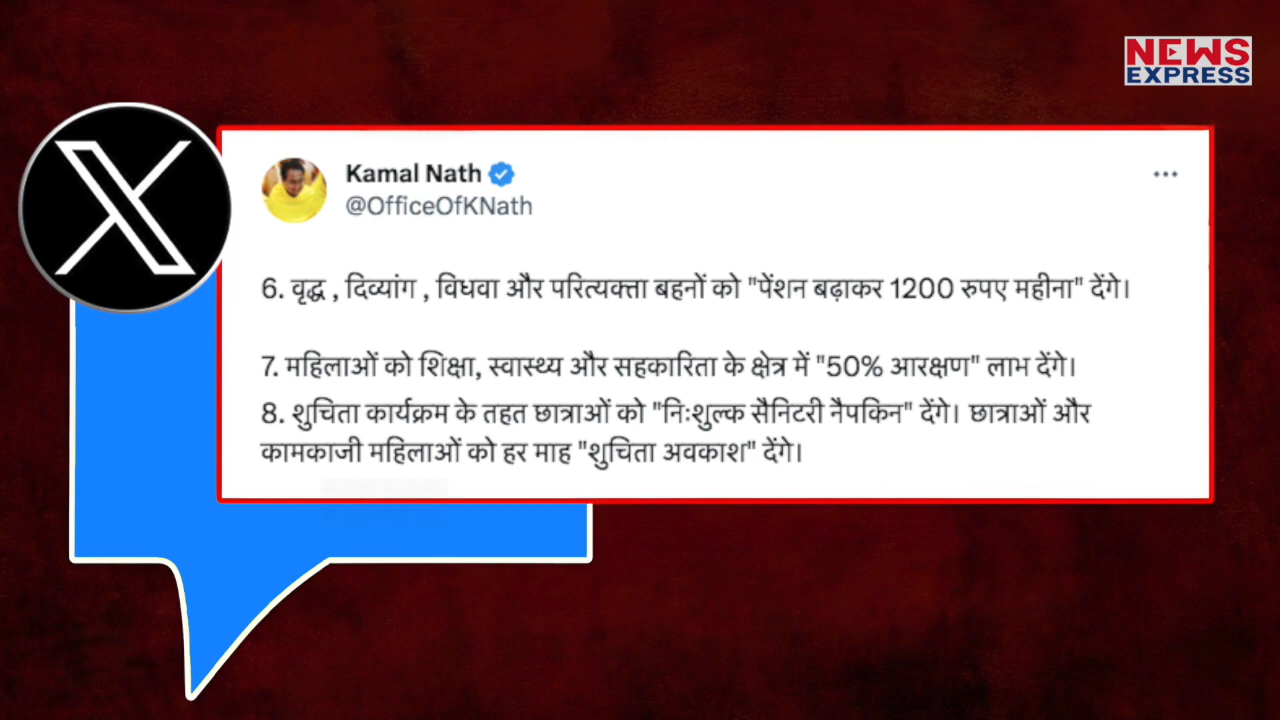 NEWS
EXPRESS
Kamal Nath
@OfficeOfKNath
6. वृद्ध , दिव्यांग , विधवा और परित्यक्ता बहनों को "पेंशन बढ़ाकर 1200 रुपए महीना" देंगे।
7. महिलाओं को शिक्षा, स्वास्थ्य और सहकारिता के क्षेत्र में "50% आरक्षण" लाभ देंगे।
8. शुचिता कार्यक्रम के तहत छात्राओं को "निःशुल्क सैनिटरी नैपकिन" देंगे। छात्राओं और
कामकाजी महिलाओं को हर माह "शुचिता अवकाश" देंगे।